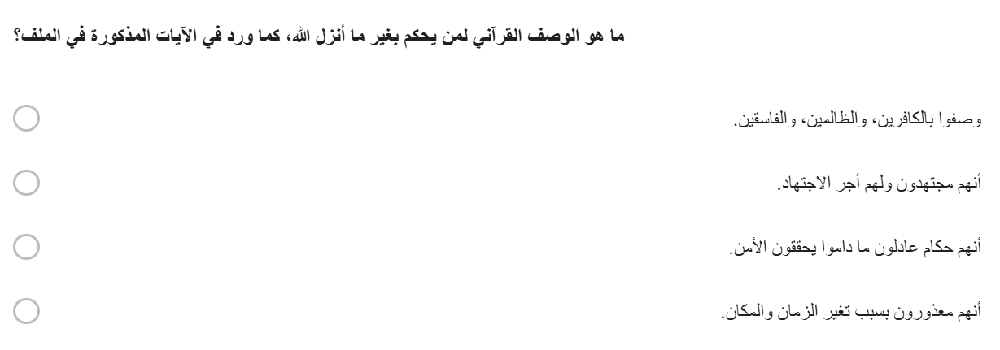 ما هو الوصف القرآني لمن يحكم بغير ما أنزل الله، كما ورد في الآيات المذكورة في الملف؟
وصفوا بالكافرين، والظالمين، والفاسقين.
أنهم مجتهدون ولهم أجر الاجتهاد.
أنهم حكام عادلون ما داموا يحققون الأمن.
أنهم معذورون بسبب تغير الزمان والمكان.